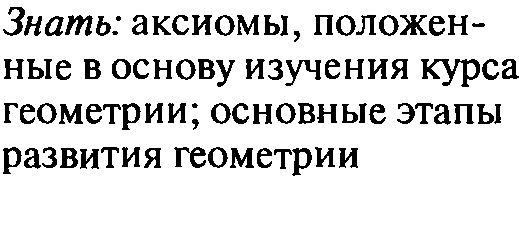 Знать: аксиомы, положен-
ные в основу изучения курса
геометрии; основные этапы
развития геометрии